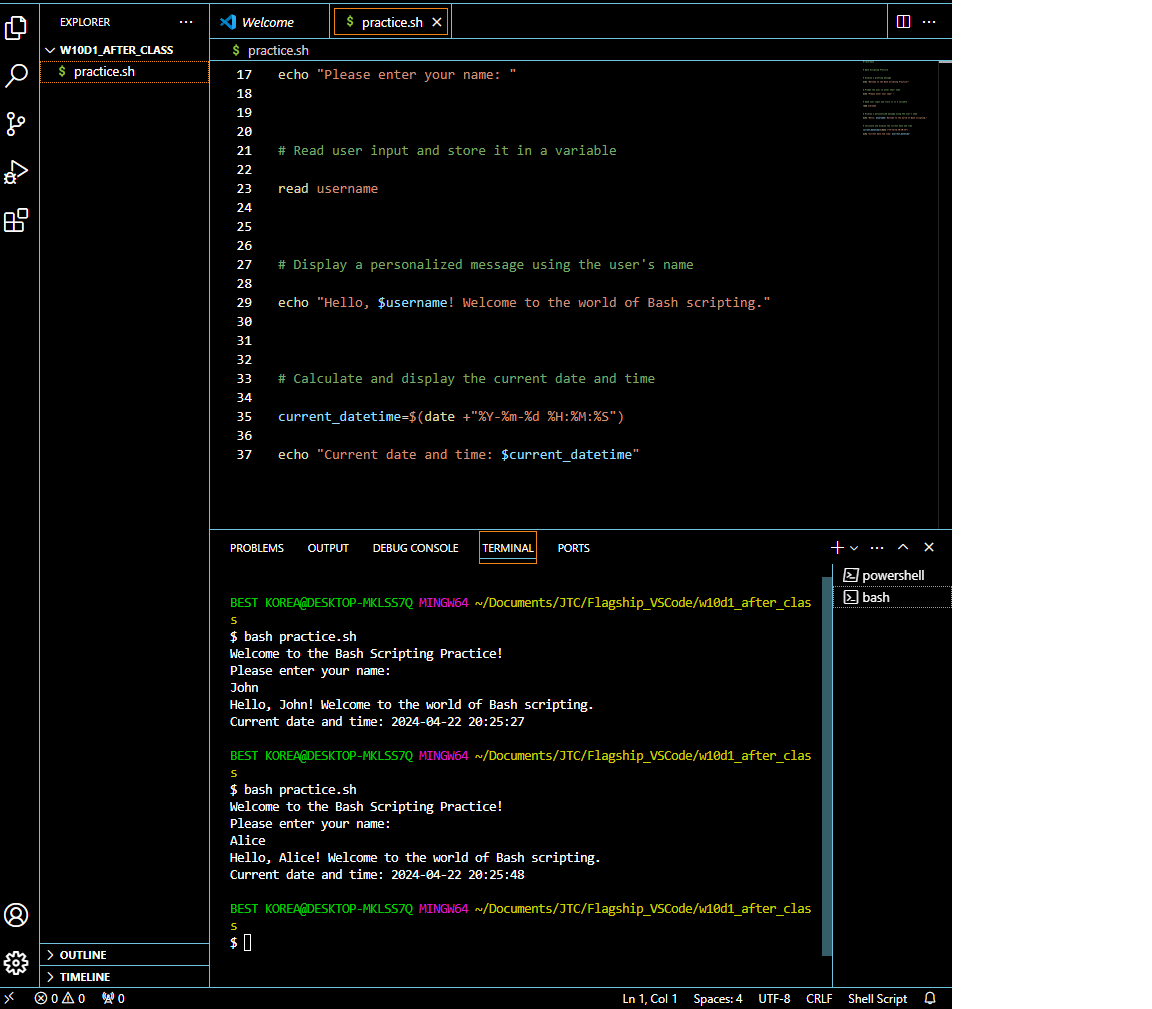 EXPLORER
W10D1_AFTER_CLASS
$ practice.sh
OUTLINE
TIMELINE
Welcome
$ practice.sh
$ practice.sh
17 echo "Please enter your name: "
18
19
20
21 # Read user input and store it in a variable
22
23 read username
24
25
26
27 # Display a personalized message using the user's name
28
29 echo "Hello, $username! Welcome to the world of Bash scripting."
30
31
32
33 # Calculate and display the current date and time
34
35 current_datetime=$(date +"%Y-%m-%d %H:%M:%S")
36
37 echo "Current date and time: $current_datetime"
PROBLEMS OUTPUT DEBUG CONSOLE TERMINAL PORTS
BEST KOREA@DESKTOP-MKLSS7Q MINGW64 ~/Documents/JTC/Flagship_VSCode/w10d1_after_clas
s
$ bash practice.sh
Welcome to the Bash Scripting Practice!
Please enter your name:
John
Hello, John! Welcome to the world of Bash scripting.
Current date and time: 2024-04-22 20:25:27
BEST KOREA@DESKTOP-MKLSS7Q MINGW64 ~/Documents/JTC/Flagship_VSCode/w10d1_after_clas
s
$ bash practice.sh
Welcome to the Bash Scripting Practice!
Please enter your name:
Alice
Hello, Alice! Welcome to the world of Bash scripting.
Current date and time: 2024-04-22 20:25:48
BEST KOREA@DESKTOP-MKLSS7Q MINGW64 ~/Documents/JTC/Flagship_VSCode/w10d1_after_clas
s
$
powershell
bash
0 0 0 Ln 1, Col 1 Spaces: 4 UTF-8 CRLF Shell Script